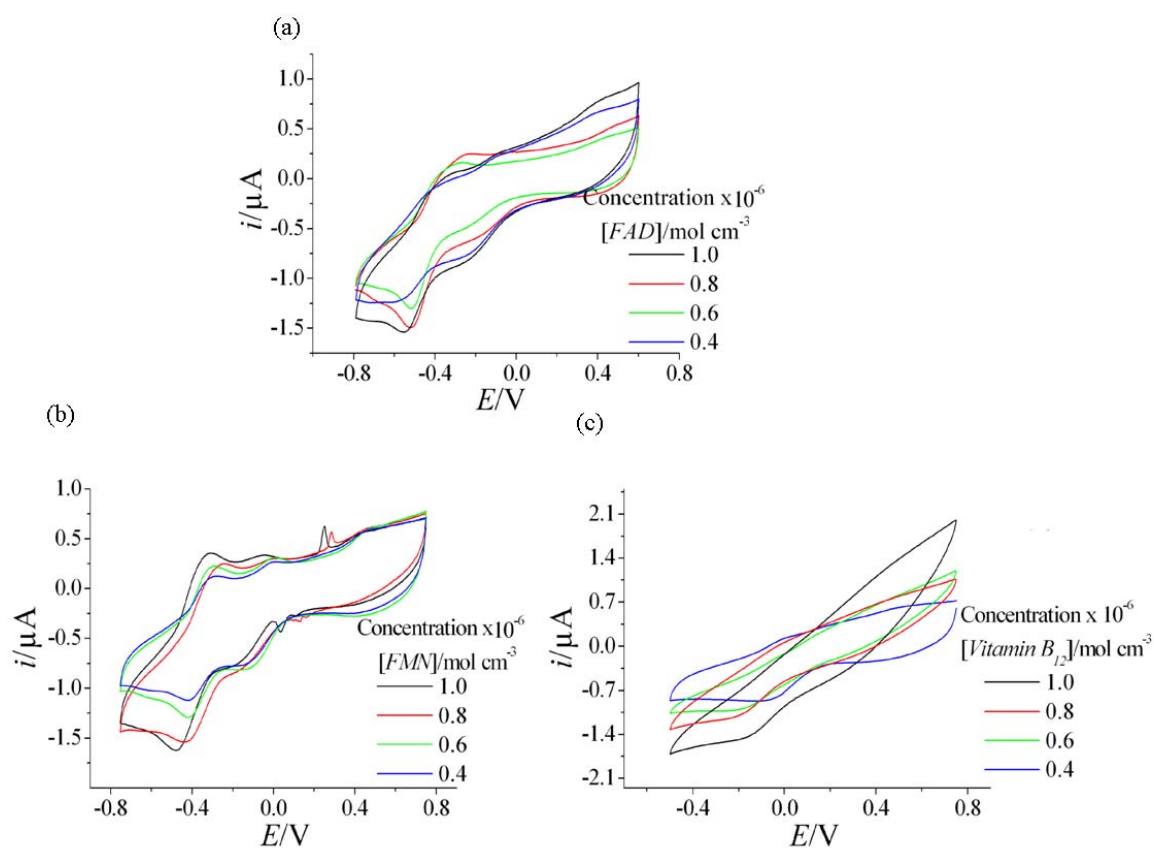 (a)
1.0
0.5
0.0
-0.5
-1.0
-1.5
i/µA
-0.8 -0.4 0.0 0.4 0.8
E/V
Concentration x10-6
[FAD]/mol cm-3
1.0
0.8
0.6
0.4
(b)
1.0
0.5
0.0
-0.5
-1.0
-1.5
i/µA
-0.8 -0.4 0.0 0.4 0.8
E/V
Concentration x10-6
[FMN]/mol cm-3
1.0
0.8
0.6
0.4
(c)
2.1
1.4
0.7
0.0
-0.7
-1.4
-2.1
i/µA
-0.4 0.0 0.4 0.8
E/V
Concentration x 10-6
[Vitamin B12]/mol cm-3
1.0
0.8
0.6
0.4